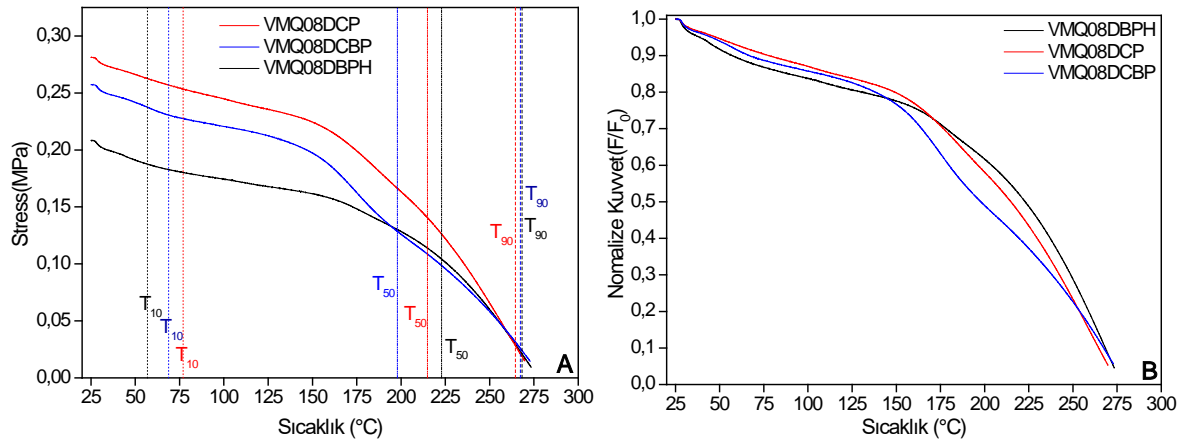 VMQ08DCP
VMQ08DCBP
VMQ08DBPH
0,35
0,30
0,25
0,20
0,15
0,10
0,05
0,00
Stress(MPa)
T90
T90
T90
T50
T50
T50
T10
T10
T10
A
25 50 75 100 125 150 175 200 225 250 275 300
Sıcaklık (°C)
VMQ08DBPH
VMQ08DCP
VMQ08DCBP
1,0
0,9
0,8
0,7
0,6
0,5
0,4
0,3
0,2
0,1
0,0
Nomalize Kuvvet(F/F0)
B
25 50 75 100 125 150 175 200 225 250 275 300
Sıcaklık (°C)